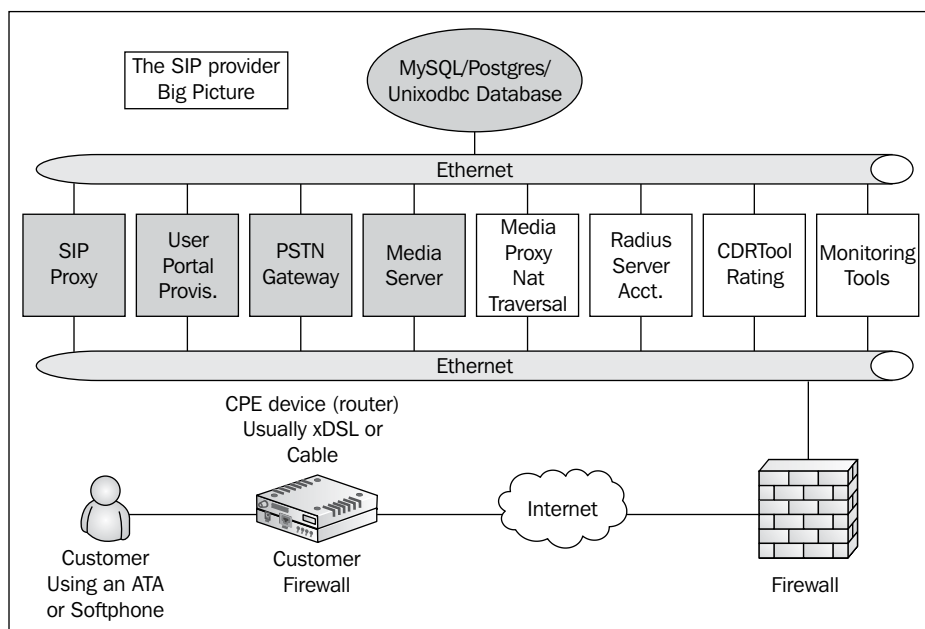 The SIP provider
Big Picture
MySQL/Postgres/
Unixodbc Database
Ethernet
SIP
Proxy
User
Portal
Provis.
PSTN
Gateway
Media
Server
Media
Proxy
Nat
Traversal
Radius
Server
Acct.
CDRTool
Rating
Monitoring
Tools
Ethernet
CPE device (router)
Usually xDSL or
Cable
Internet
Customer
Using an ATA
or Softphone
Customer
Firewall
Firewall